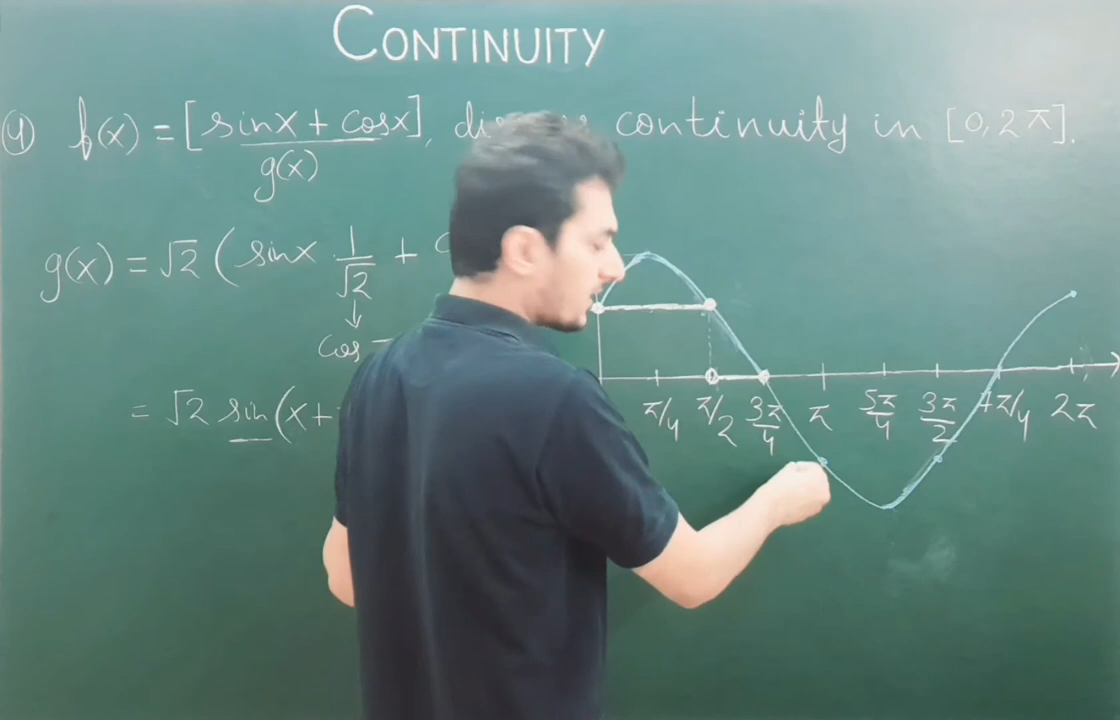 CONTINUITY
(4) f(x) = [sinx + cosx], continuity in [0, 2π].
g(x)
g(x) = √2 ( sinx . 1/√2 +
↓
cos
= √2 sin(x+
π/4 π/2 3π/4 π 5π/4 3π/2 7π/4 2π